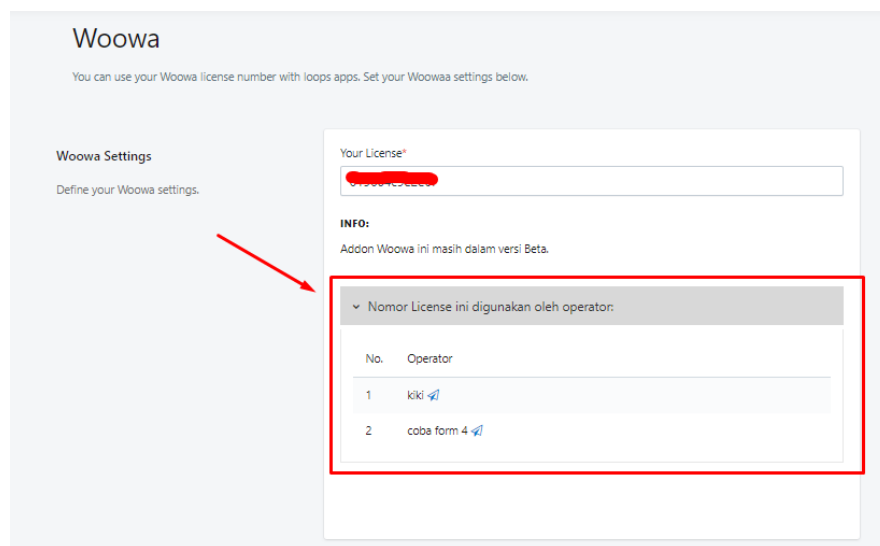 Woowa
You can use your Woowa license number with loops apps. Set your Woowaa settings below.
Woowa Settings
Define your Woowa settings.
Your License*
INFO:
Addon Woowa ini masih dalam versi Beta.
Nomor License ini digunakan oleh operator:
No. Operator
1 kiki
2 coba form 4